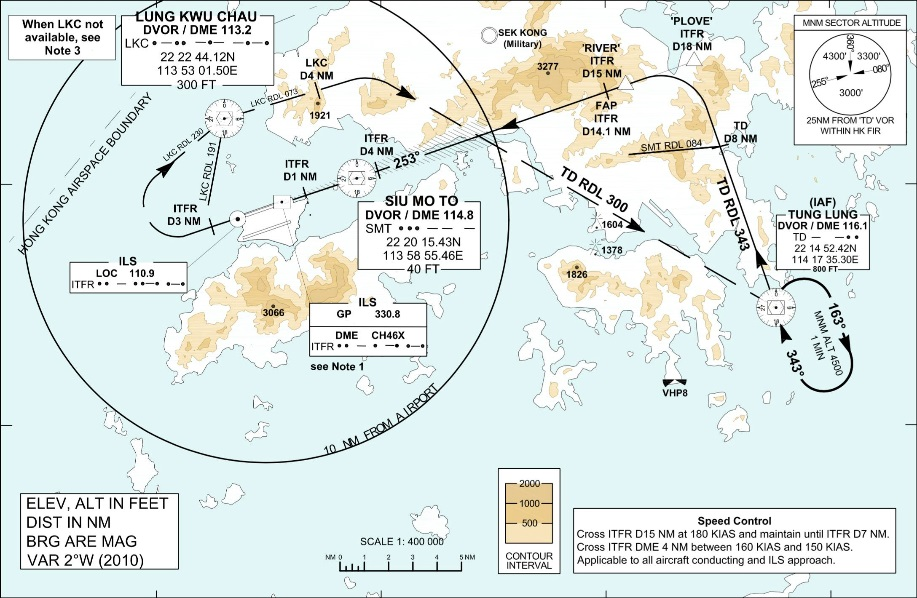 When LKC not
available, see
Note 3
LUNG KWU CHAU
DVOR / DME 113.2
LKC
22 22 44.12N
113 53 01.50E
300 FT
SEK KONG
(Military)
'PLOVE'
ITFR
D18 NM
'RIVER'
ITFR
D15 NM
3277
FAP
ITFR
D14.1 NM
MNM SECTOR ALTITUDE
360°
4300'
3300'
255°
080°
3000'
25NM FROM 'TD' VOR
WITHIN HK FIR
LKC
D4 NM
LKC RDL 073
1921
HONG KONG AIRSPACE BOUNDARY
LKC RDL 230
LKC RDL 191
ITFR
D4 NM
253°
ITFR
D1 NM
ITFR
D3 NM
TD
D8 NM
SMT RDL 084
TD RDL 300
TD RDL 343
SIU MO TO
DVOR / DME 114.8
SMT
22 20 15.43N
113 58 55.46E
40 FT
(IAF)
TUNG LUNG
DVOR / DME 116.1
TD
22 14 52.42N
114 17 35.30E
800 FT
1604
1378
1826
ILS
LOC 110.9
ITFR
3066
ILS
GP 330.8
DME CH46X
ITFR
see Note 1
163°
MNM ALT 4500
1 MIN
343°
VHP8
10 NM FROM AIRPORT
ELEV, ALT IN FEET
DIST IN NM
BRG ARE MAG
VAR 2°W (2010)
SCALE 1: 400 000
NM 0 1 2 3 4 5NM
2000
1000
500
CONTOUR
INTERVAL
Speed Control
Cross ITFR D15 NM at 180 KIAS and maintain until ITFR D7 NM.
Cross ITFR DME 4 NM between 160 KIAS and 150 KIAS.
Applicable to all aircraft conducting and ILS approach.